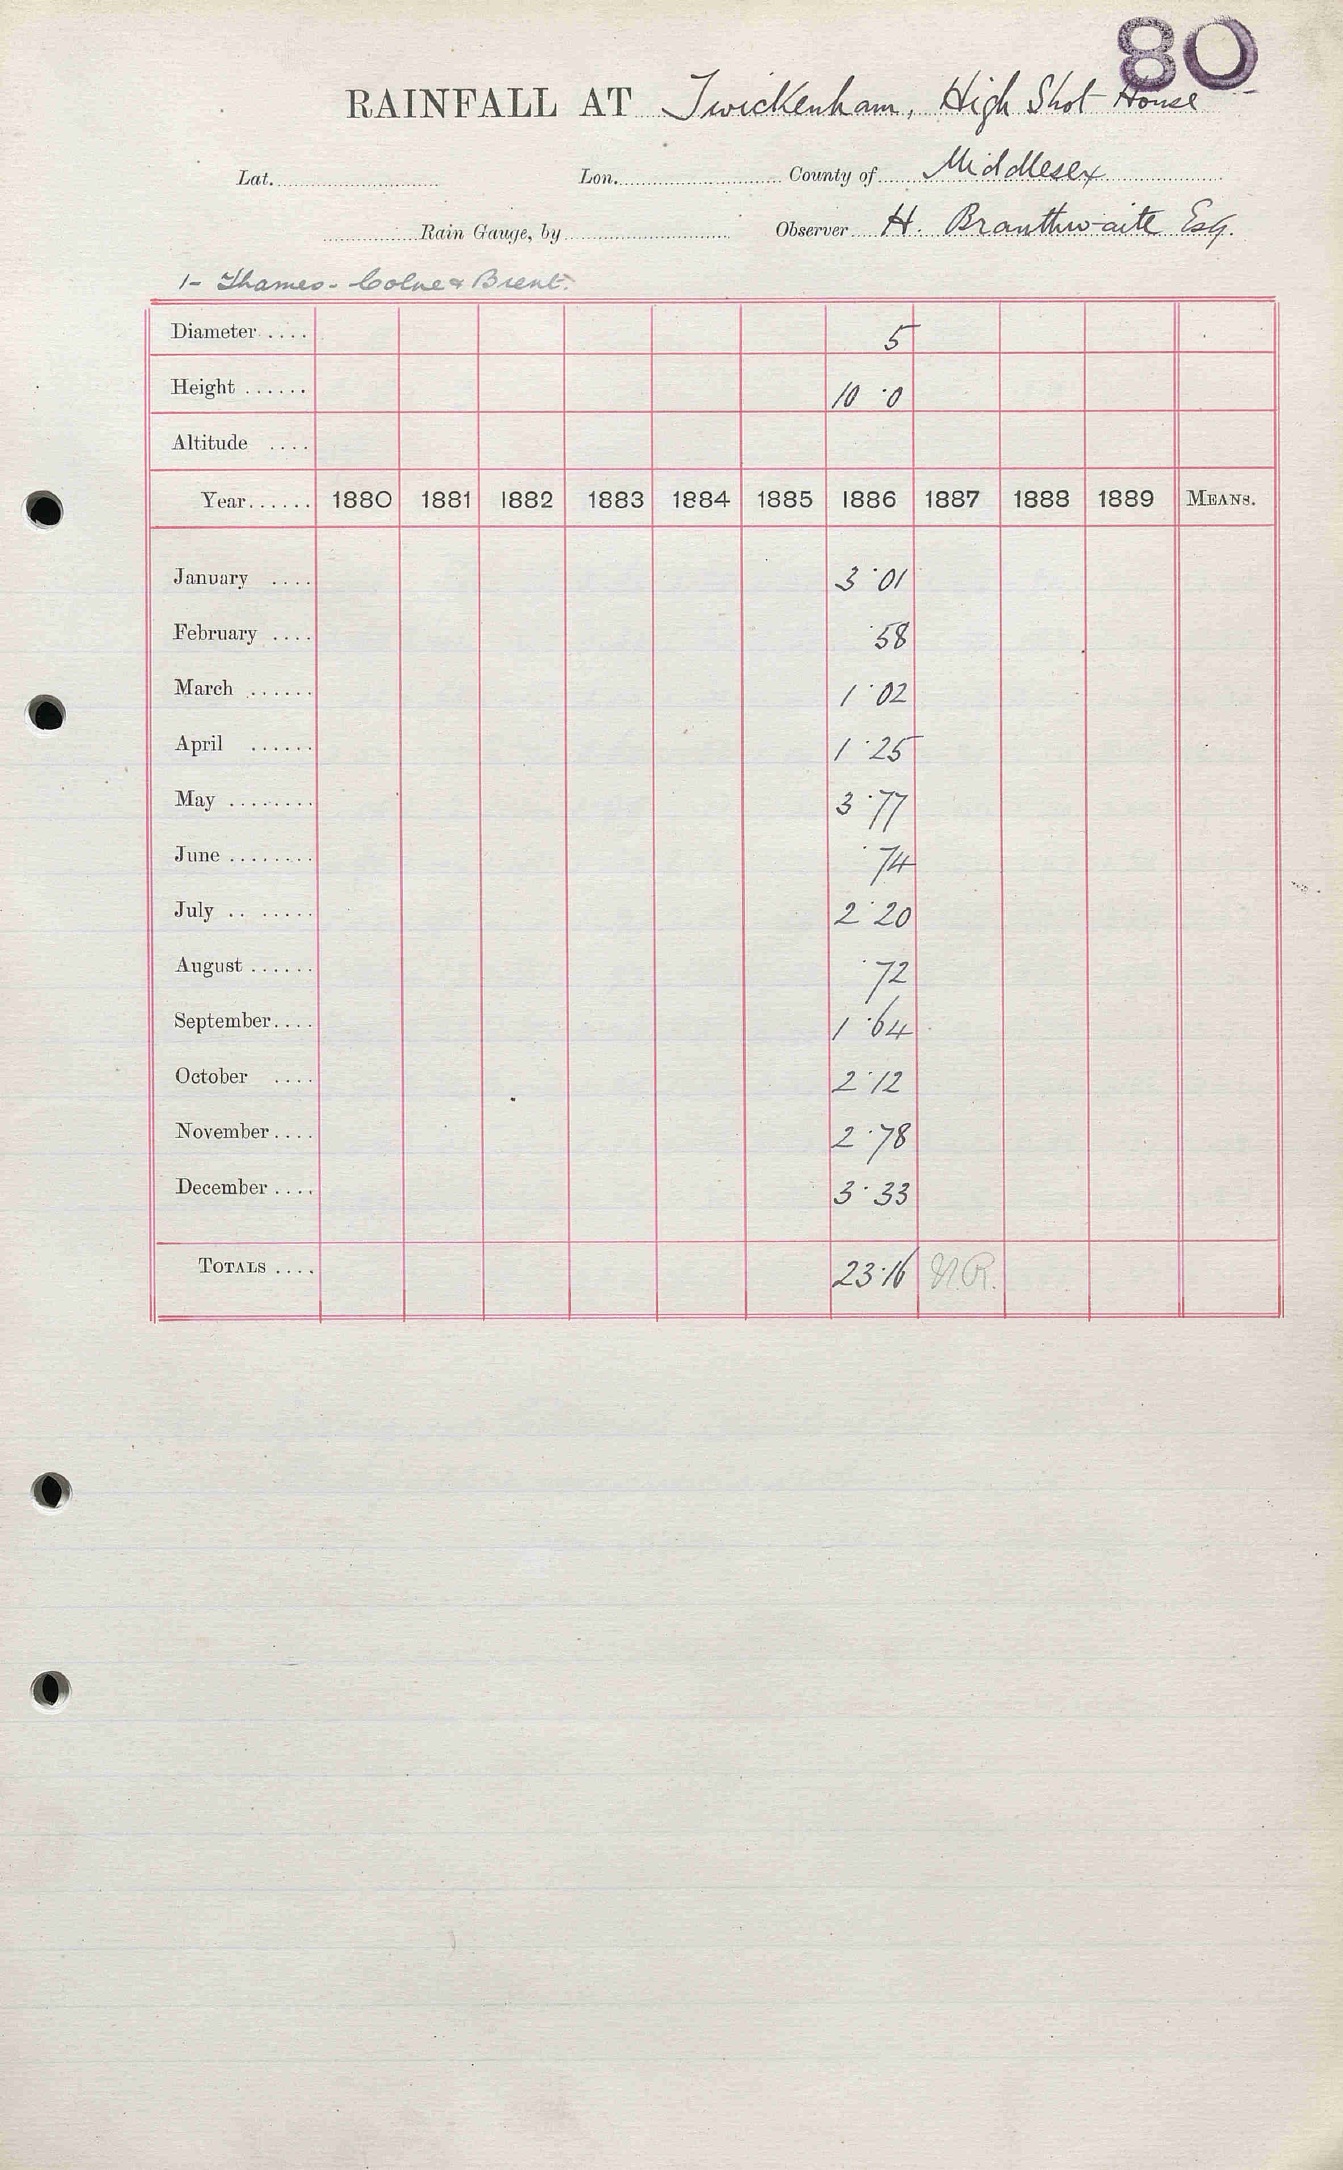 80
RAINFALL AT Twickenham, High Shot House
Lat. Lon. County of Middlesex
Rain Gauge, by Observer H. Branthwaite Esq.
1- Thames - Colne & Brent.
Diameter .... 5
Height ...... 10·0
Altitude ....
Year...... 1880 1881 1882 1883 1884 1885 1886 1887 1888 1889 MEANS.
January .... 3·01
February .... ·58
March ...... 1·02
April ...... 1·25
May ........ 3·77
June ........ ·74
July .. ..... 2·20
August ...... ·72
September.... 1·64
October .... 2·12
November.... 2·78
December .... 3·33
TOTALS .... 23·16 N.R.